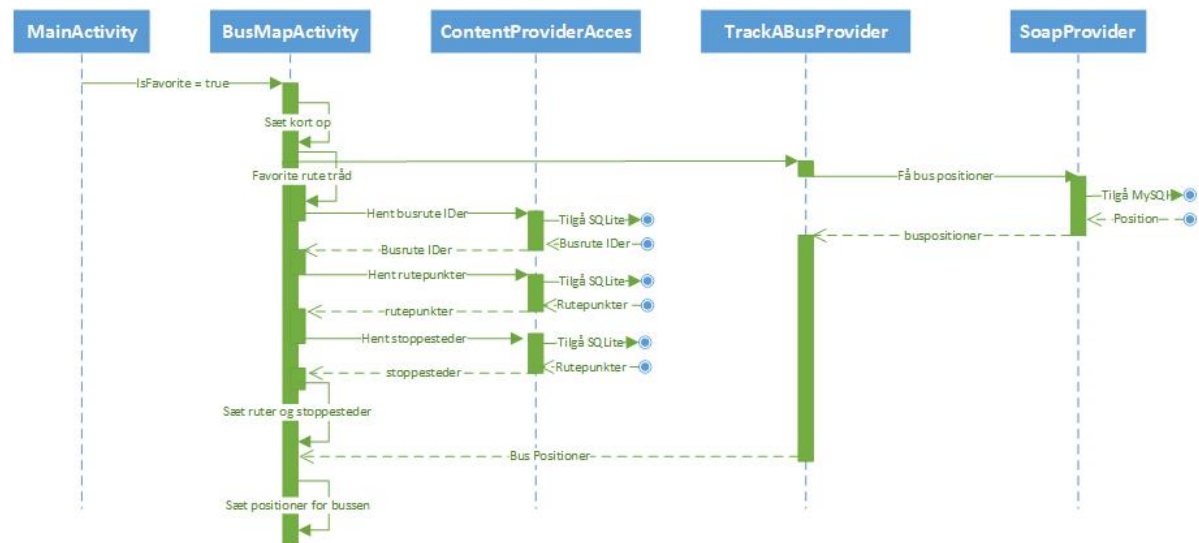 MainActivity
BusMapActivity
ContentProviderAcces
TrackABusProvider
SoapProvider
IsFavorite = true
Sæt kort op
Favorite rute tråd
Få bus positioner
Tilgå MySQl
Hent busrute IDer
Tilgå SQLite
Position
buspositioner
Busrute IDer
Busrute IDer
Hent rutepunkter
Tilgå SQLite
rutepunkter
Rutepunkter
Hent stoppesteder
Tilgå SQLite
stoppesteder
Rutepunkter
Sæt ruter og stoppesteder
Bus Positioner
Sæt positioner for bussen